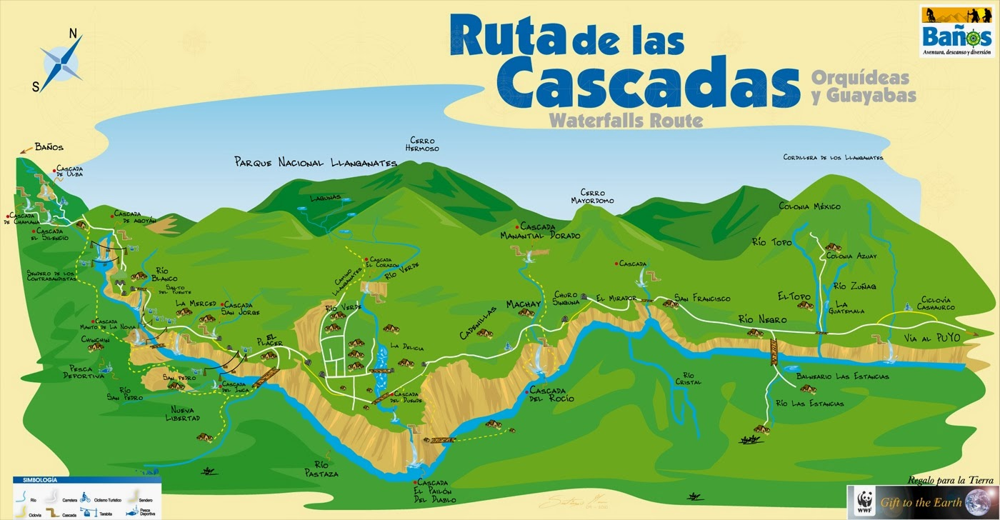 N
S
Ruta de las
Cascadas
Orquídeas
y Guayabas
Waterfalls Route
Baños
Aventura, descanso y diversión
BAÑOS
CASCADA
DE ULBA
CASCADA
DE CHAMANA
CASCADA
EL SILENCIO
CASCADA
DE AGOYÁN
SENDERO DE LOS
CONTRABANDISTAS
RÍO
BLANCO
SALTO
DEL PUENTE
LA MERCED
CASCADA
SAN JORGE
CASCADA
MANTO DE LA NOVIA
CHINCHIN
PESCA
DEPORTIVA
SAN PEDRO
RÍO
SAN PEDRO
CASCADA
DEL INCA
NUEVA
LIBERTAD
EL
PLACER
PARQUE NACIONAL LLANGANATES
CERRO
HERMOSO
LAGUNAS
CASCADA
EL CORAZON
CAMINO
LLANGANATES
RÍO VERDE
RÍO VERDE
LA DELICIA
CASCADA
DEL DUENDE
RÍO
PASTAZA
CASCADA
EL PAILÓN
DEL DIABLO
CADENILLAS
MACHAY
CASCADA
MANANTIAL DORADO
CERRO
MAYORDOMO
CHURO
SINGUNA
EL MIRADOR
CASCADA
SAN FRANCISCO
CASCADA
DEL ROCÍO
RÍO
CRISTAL
CORDILLERA DE LOS LLANGANATES
COLONIA MÉXICO
RÍO TOPO
COLONIA AZUAY
RÍO ZUÑAG
EL TOPO
LA
GUATEMALA
RÍO NEGRO
CICLOVÍA
CASHAURCO
VÍA AL PUYO
BALNEARIO LAS ESTANCIAS
RÍO LAS ESTANCIAS
SIMBOLOGÍA
Río
Carretera
Ciclismo Turístico
Sendero
Ciclovía
Cascada
Tarabita
Pesca
Deportiva
Regalo para la Tierra
WWF
Gift to the Earth